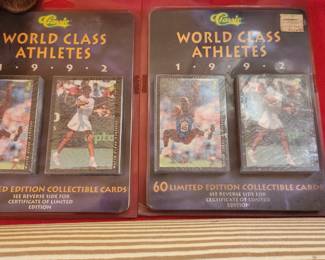 Classic
WORLD CLASS
ATHLETES
1·9·9·2
TED EDITION COLLECTIBLE CARDS
SEE REVERSE SIDE FOR
CERTIFICATE OF LIMITED
EDITION
Classic
WORLD CLASS
ATHLETES
1·9·9·2
60 LIMITED EDITION COLLECTIBLE CARDS
SEE REVERSE SIDE FOR
CERTIFICATE OF LIMITED
EDITION